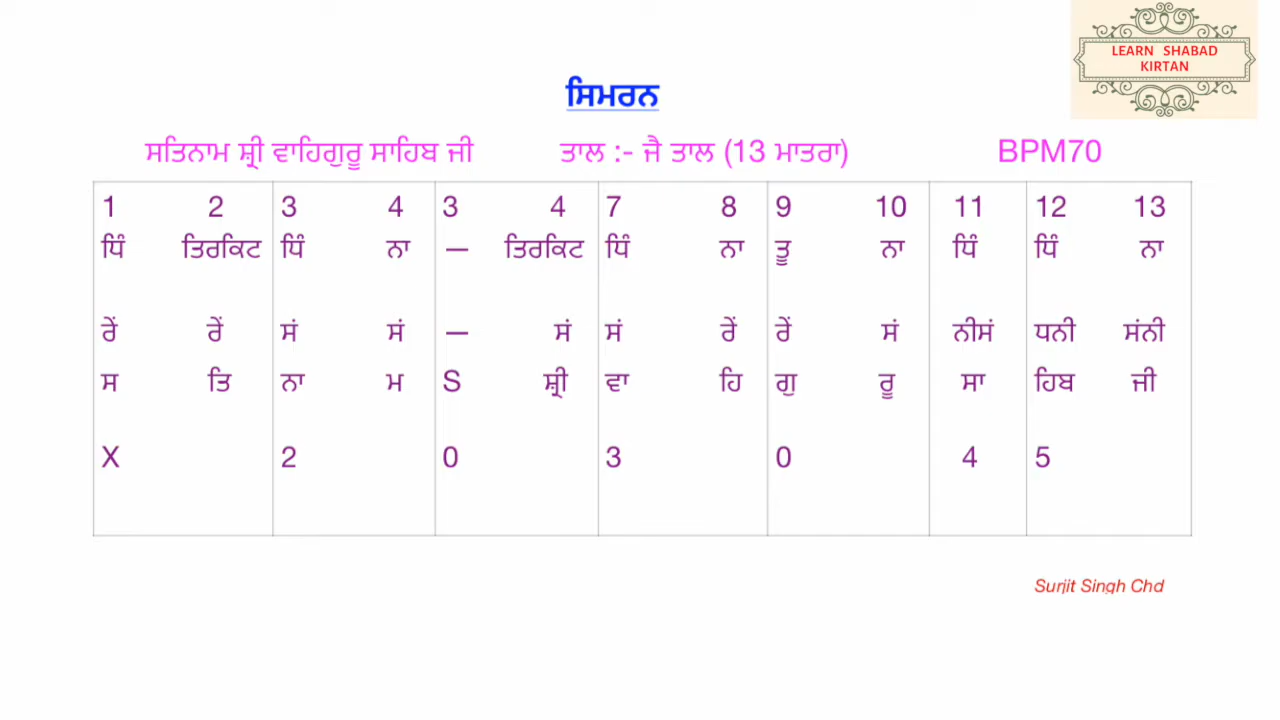 LEARN SHABAD
KIRTAN
ਸਿਮਰਨ
ਸਤਿਨਾਮ ਸ਼੍ਰੀ ਵਾਹਿਗੁਰੂ ਸਾਹਿਬ ਜੀ ਤਾਲ :- ਜੈ ਤਾਲ (13 ਮਾਤਰਾ) BPM70
1 2 3 4 3 4 7 8 9 10 11 12 13
ਧਿੰ ਤਿਰਕਿਟ ਧਿੰ ਨਾ — ਤਿਰਕਿਟ ਧਿੰ ਨਾ ਤੂ ਨਾ ਧਿੰ ਧਿੰ ਨਾ
ਰੇਂ ਰੇਂ ਸਂ ਸਂ — ਸਂ ਸਂ ਰੇਂ ਰੇਂ ਸਂ ਨੀਸਂ ਧਨੀ ਸਂਨੀ
ਸ ਤਿ ਨਾ ਮ S ਸ਼੍ਰੀ ਵਾ ਹਿ ਗੁ ਰੂ ਸਾ ਹਿਬ ਜੀ
X 2 0 3 0 4 5
Surjit Singh Chd